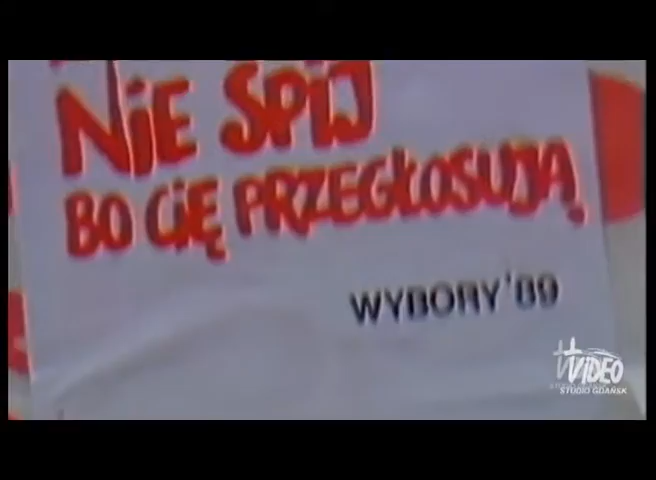 NiE ŚPiJ
BO CiĘ PRZEGŁOSUJĄ
WYBORY '89
VIDEO
STUDIO GDAŃSK